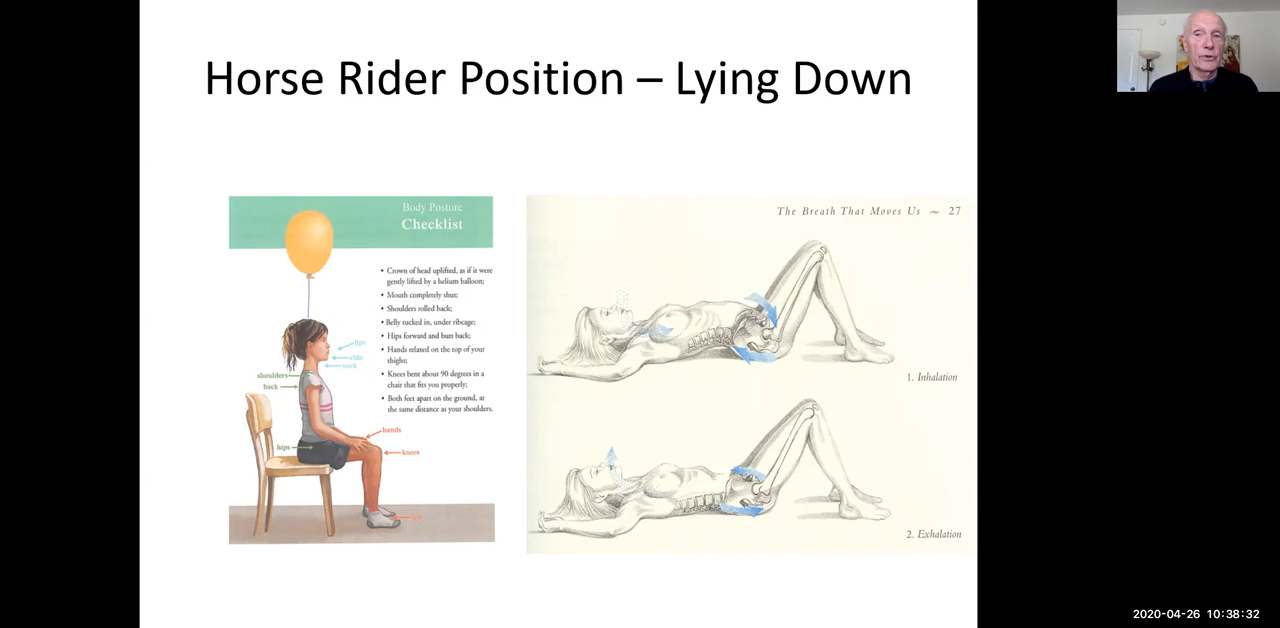 Horse Rider Position – Lying Down
Body Posture
Checklist
• Crown of head uplifted, as if it were
gently lifted by a helium balloon;
• Mouth completely shut;
• Shoulders rolled back;
• Belly tucked in, under ribcage;
• Hips forward and butt back;
• Hands relaxed on the top of your
thighs;
• Knees bent about 90 degrees in a
chair that fits you properly;
• Both feet apart on the ground, at
the same distance as your shoulders.
lips
chin
neck
shoulders
back
hands
hips
knees
The Breath That Moves Us ~ 27
1. Inhalation
2. Exhalation
2020-04-26 10:38:32